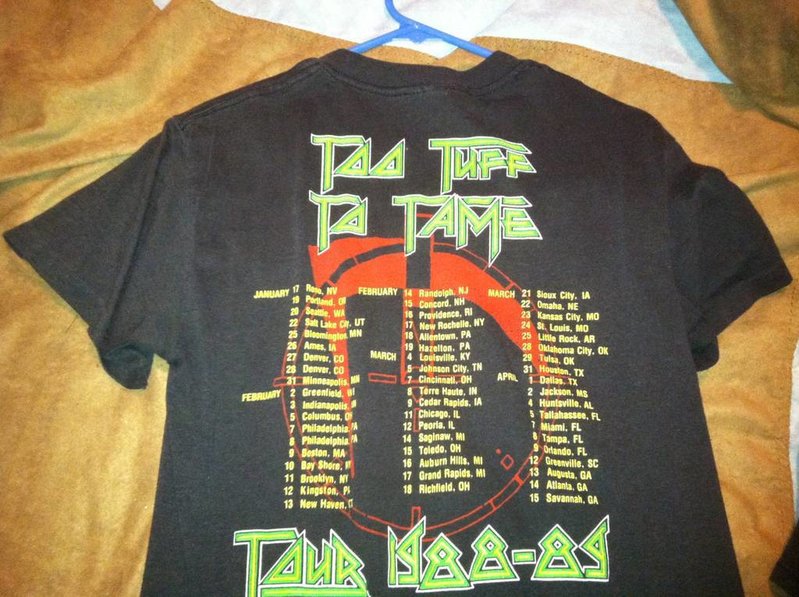 Too Tuff
To Tame
JANUARY 17 Reno, NV
19 Portland, OR
20 Seattle, WA
22 Salt Lake City, UT
25 Bloomington, MN
26 Ames, IA
27 Denver, CO
28 Denver, CO
31 Minneapolis, MN
FEBRUARY 2 Greenfield,
3 Indianapolis,
5 Columbus,
7 Philadelphia, PA
8 Philadelphia, PA
9 Boston, MA
10 Bay Shore,
11 Brooklyn, NY
12 Kingston, PA
13 New Haven,
FEBRUARY 14 Randolph, NJ
15 Concord, NH
16 Providence, RI
17 New Rochelle, NY
18 Allentown, PA
19 Hazelton, PA
MARCH 4 Louisville, KY
5 Johnson City, TN
7 Cincinnati, OH
8 Terre Haute, IN
9 Cedar Rapids, IA
11 Chicago, IL
12 Peoria, IL
14 Saginaw, MI
15 Toledo, OH
16 Auburn Hills, MI
17 Grand Rapids, MI
18 Richfield, OH
MARCH 21 Sioux City, IA
22 Omaha, NE
23 Kansas City, MO
24 St. Louis, MO
25 Little Rock, AR
28 Oklahoma City, OK
29 Tulsa, OK
31 Houston, TX
APRIL 1 Dallas, TX
2 Jackson, MS
4 Huntsville, AL
5 Tallahassee, FL
7 Miami, FL
8 Tampa, FL
9 Orlando, FL
12 Greenville, SC
13 Augusta, GA
14 Atlanta, GA
15 Savannah, GA
Tour 1988-89